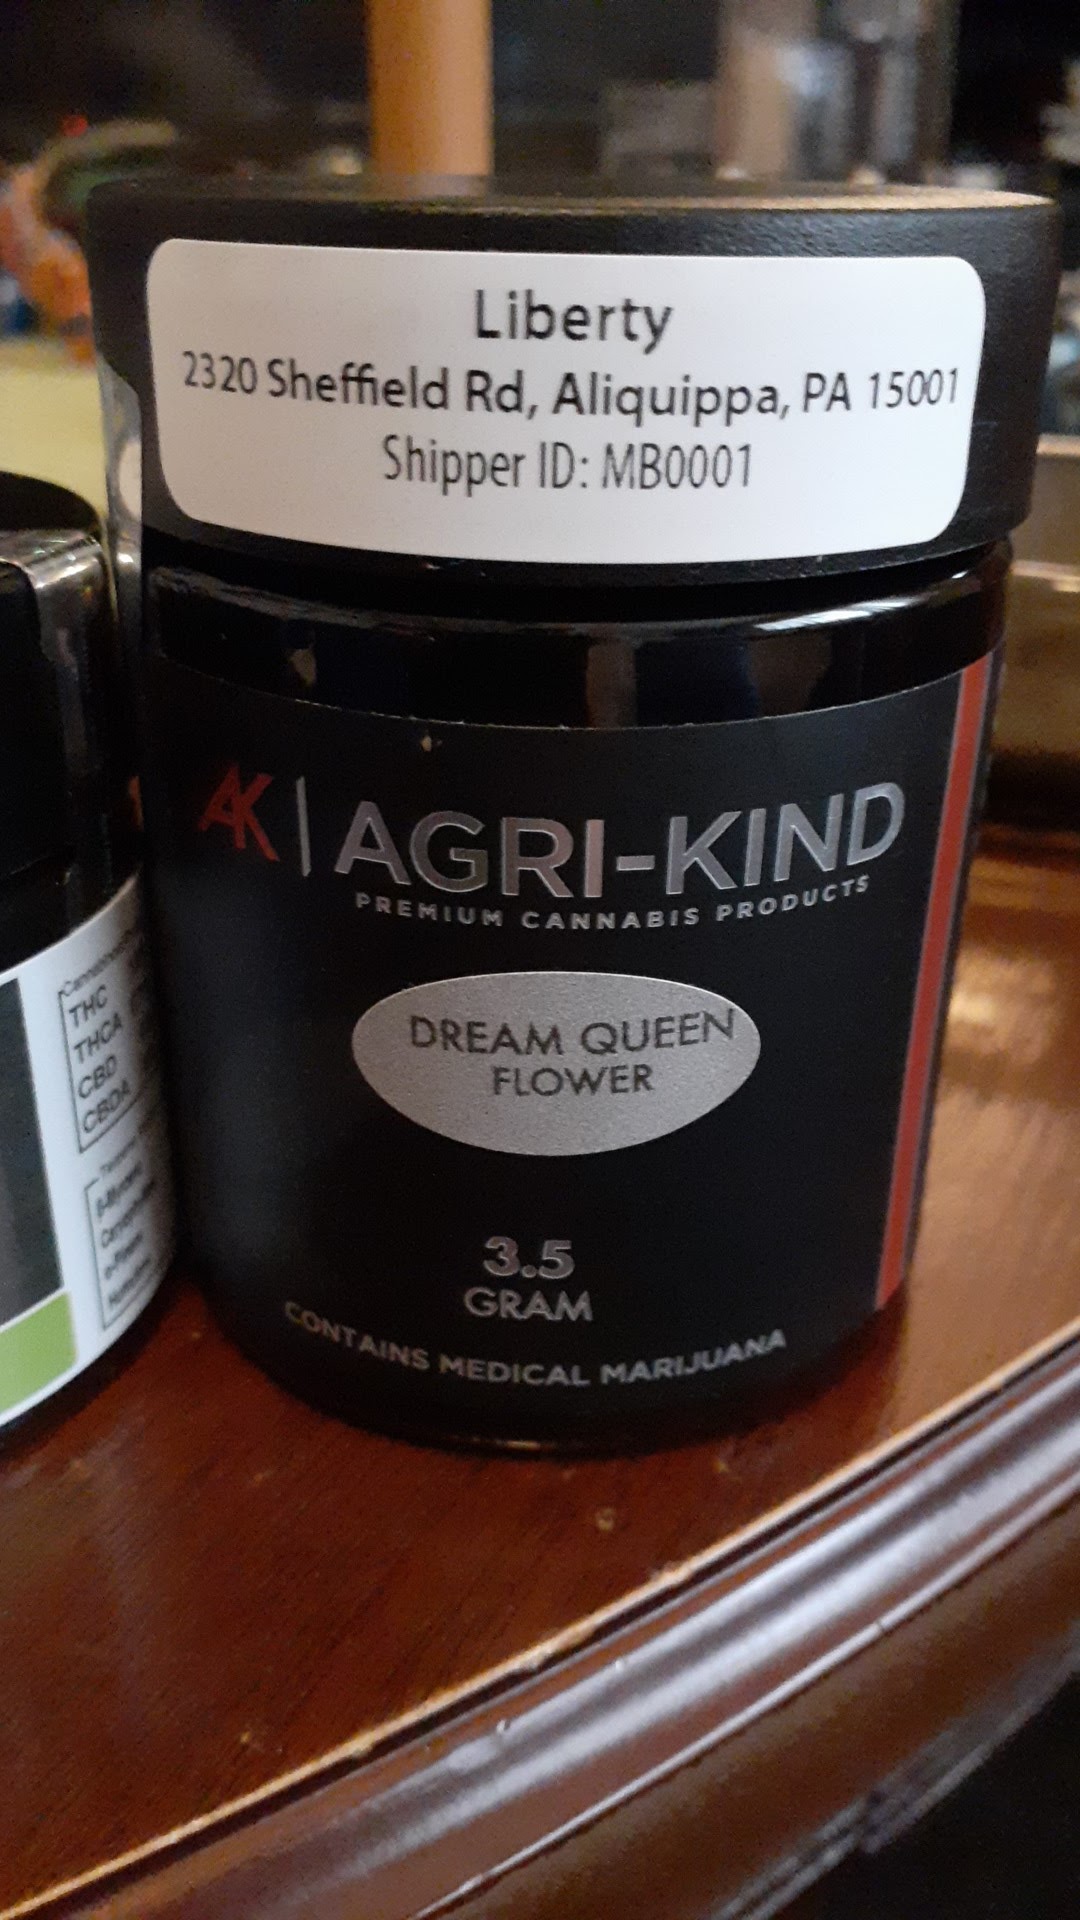 Liberty
2320 Sheffield Rd, Aliquippa, PA 15001
Shipper ID: MB0001
AK | AGRI-KIND
PREMIUM CANNABIS PRODUCTS
DREAM QUEEN
FLOWER
3.5
GRAM
CONTAINS MEDICAL MARIJUANA
THC
THCA
CBD
CBDA